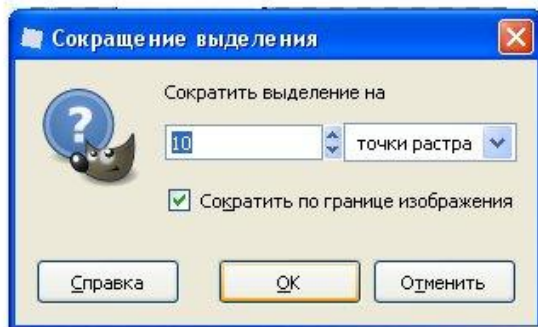 Сокращение выделения
Сократить выделение на
10 точки растра
Сократить по границе изображения
Справка OK Отменить